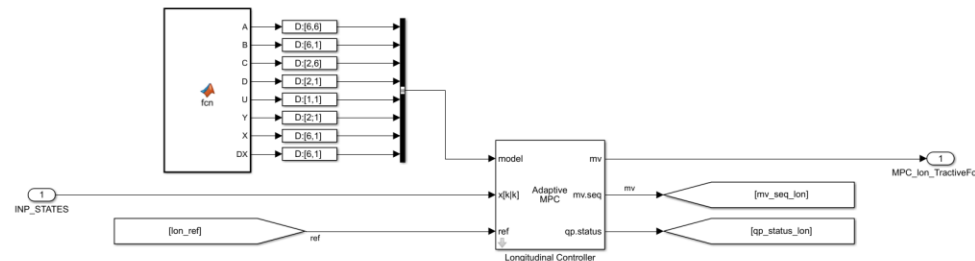 A
D:[6,6]
B
D:[6,1]
C
D:[2,6]
D
D:[2,1]
fcn
U
D:[1,1]
Y
D:[2;1]
X
D:[6,1]
DX
D:[6,1]
model
mv
1
MPC_lon_TractiveFo
1
INP_STATES
x[k|k]
Adaptive
MPC
mv.seq
mv
[mv_seq_lon]
[lon_ref]
ref
ref
qp.status
[qp_status_lon]
Longitudinal Controller